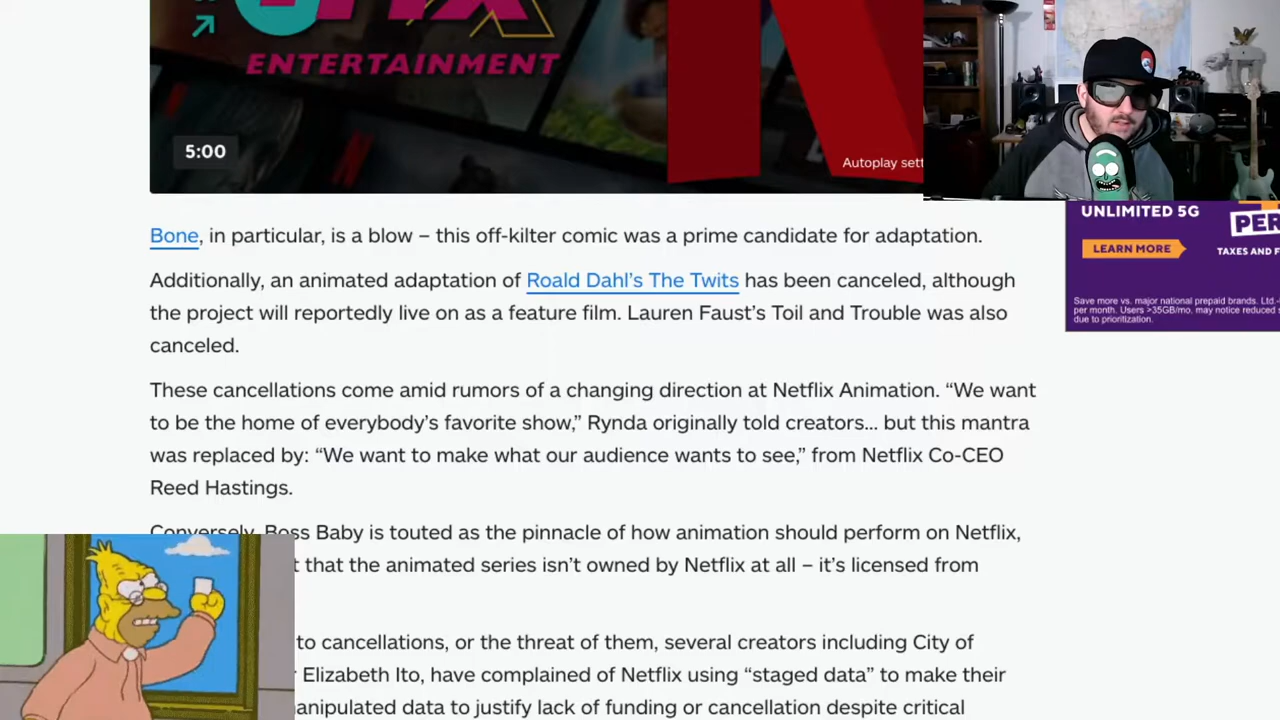 ENTERTAINMENT
5:00
Autoplay sett
UNLIMITED 5G
PER
LEARN MORE
TAXES AND F
Save more vs. major national prepaid brands. Ltd.-
per month. Users >35GB/mo. may notice reduced s
due to prioritization.
Bone, in particular, is a blow – this off-kilter comic was a prime candidate for adaptation.
Additionally, an animated adaptation of Roald Dahl's The Twits has been canceled, although
the project will reportedly live on as a feature film. Lauren Faust's Toil and Trouble was also
canceled.
These cancellations come amid rumors of a changing direction at Netflix Animation. “We want
to be the home of everybody's favorite show,” Rynda originally told creators... but this mantra
was replaced by: “We want to make what our audience wants to see,” from Netflix Co-CEO
Reed Hastings.
Conversely, Boss Baby is touted as the pinnacle of how animation should perform on Netflix,
t that the animated series isn't owned by Netflix at all – it's licensed from
to cancellations, or the threat of them, several creators including City of
r Elizabeth Ito, have complained of Netflix using “staged data” to make their
anipulated data to justify lack of funding or cancellation despite critical